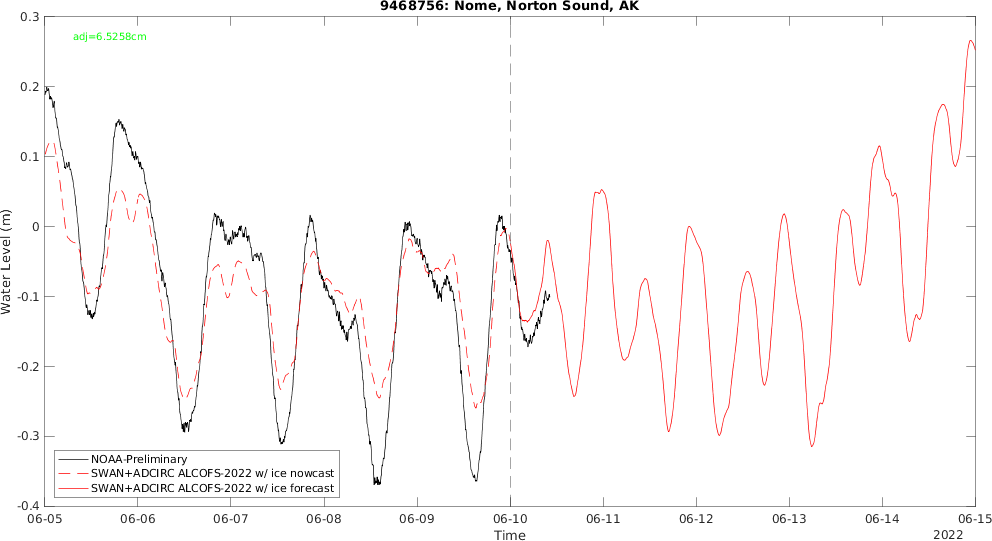 9468756: Nome, Norton Sound, AK
adj=6.5258cm
0.3
0.2
0.1
0
-0.1
-0.2
-0.3
-0.4
Water Level (m)
NOAA-Preliminary
SWAN+ADCIRC ALCOFS-2022 w/ ice nowcast
SWAN+ADCIRC ALCOFS-2022 w/ ice forecast
06-05 06-06 06-07 06-08 06-09 06-10 06-11 06-12 06-13 06-14 06-15
Time
2022